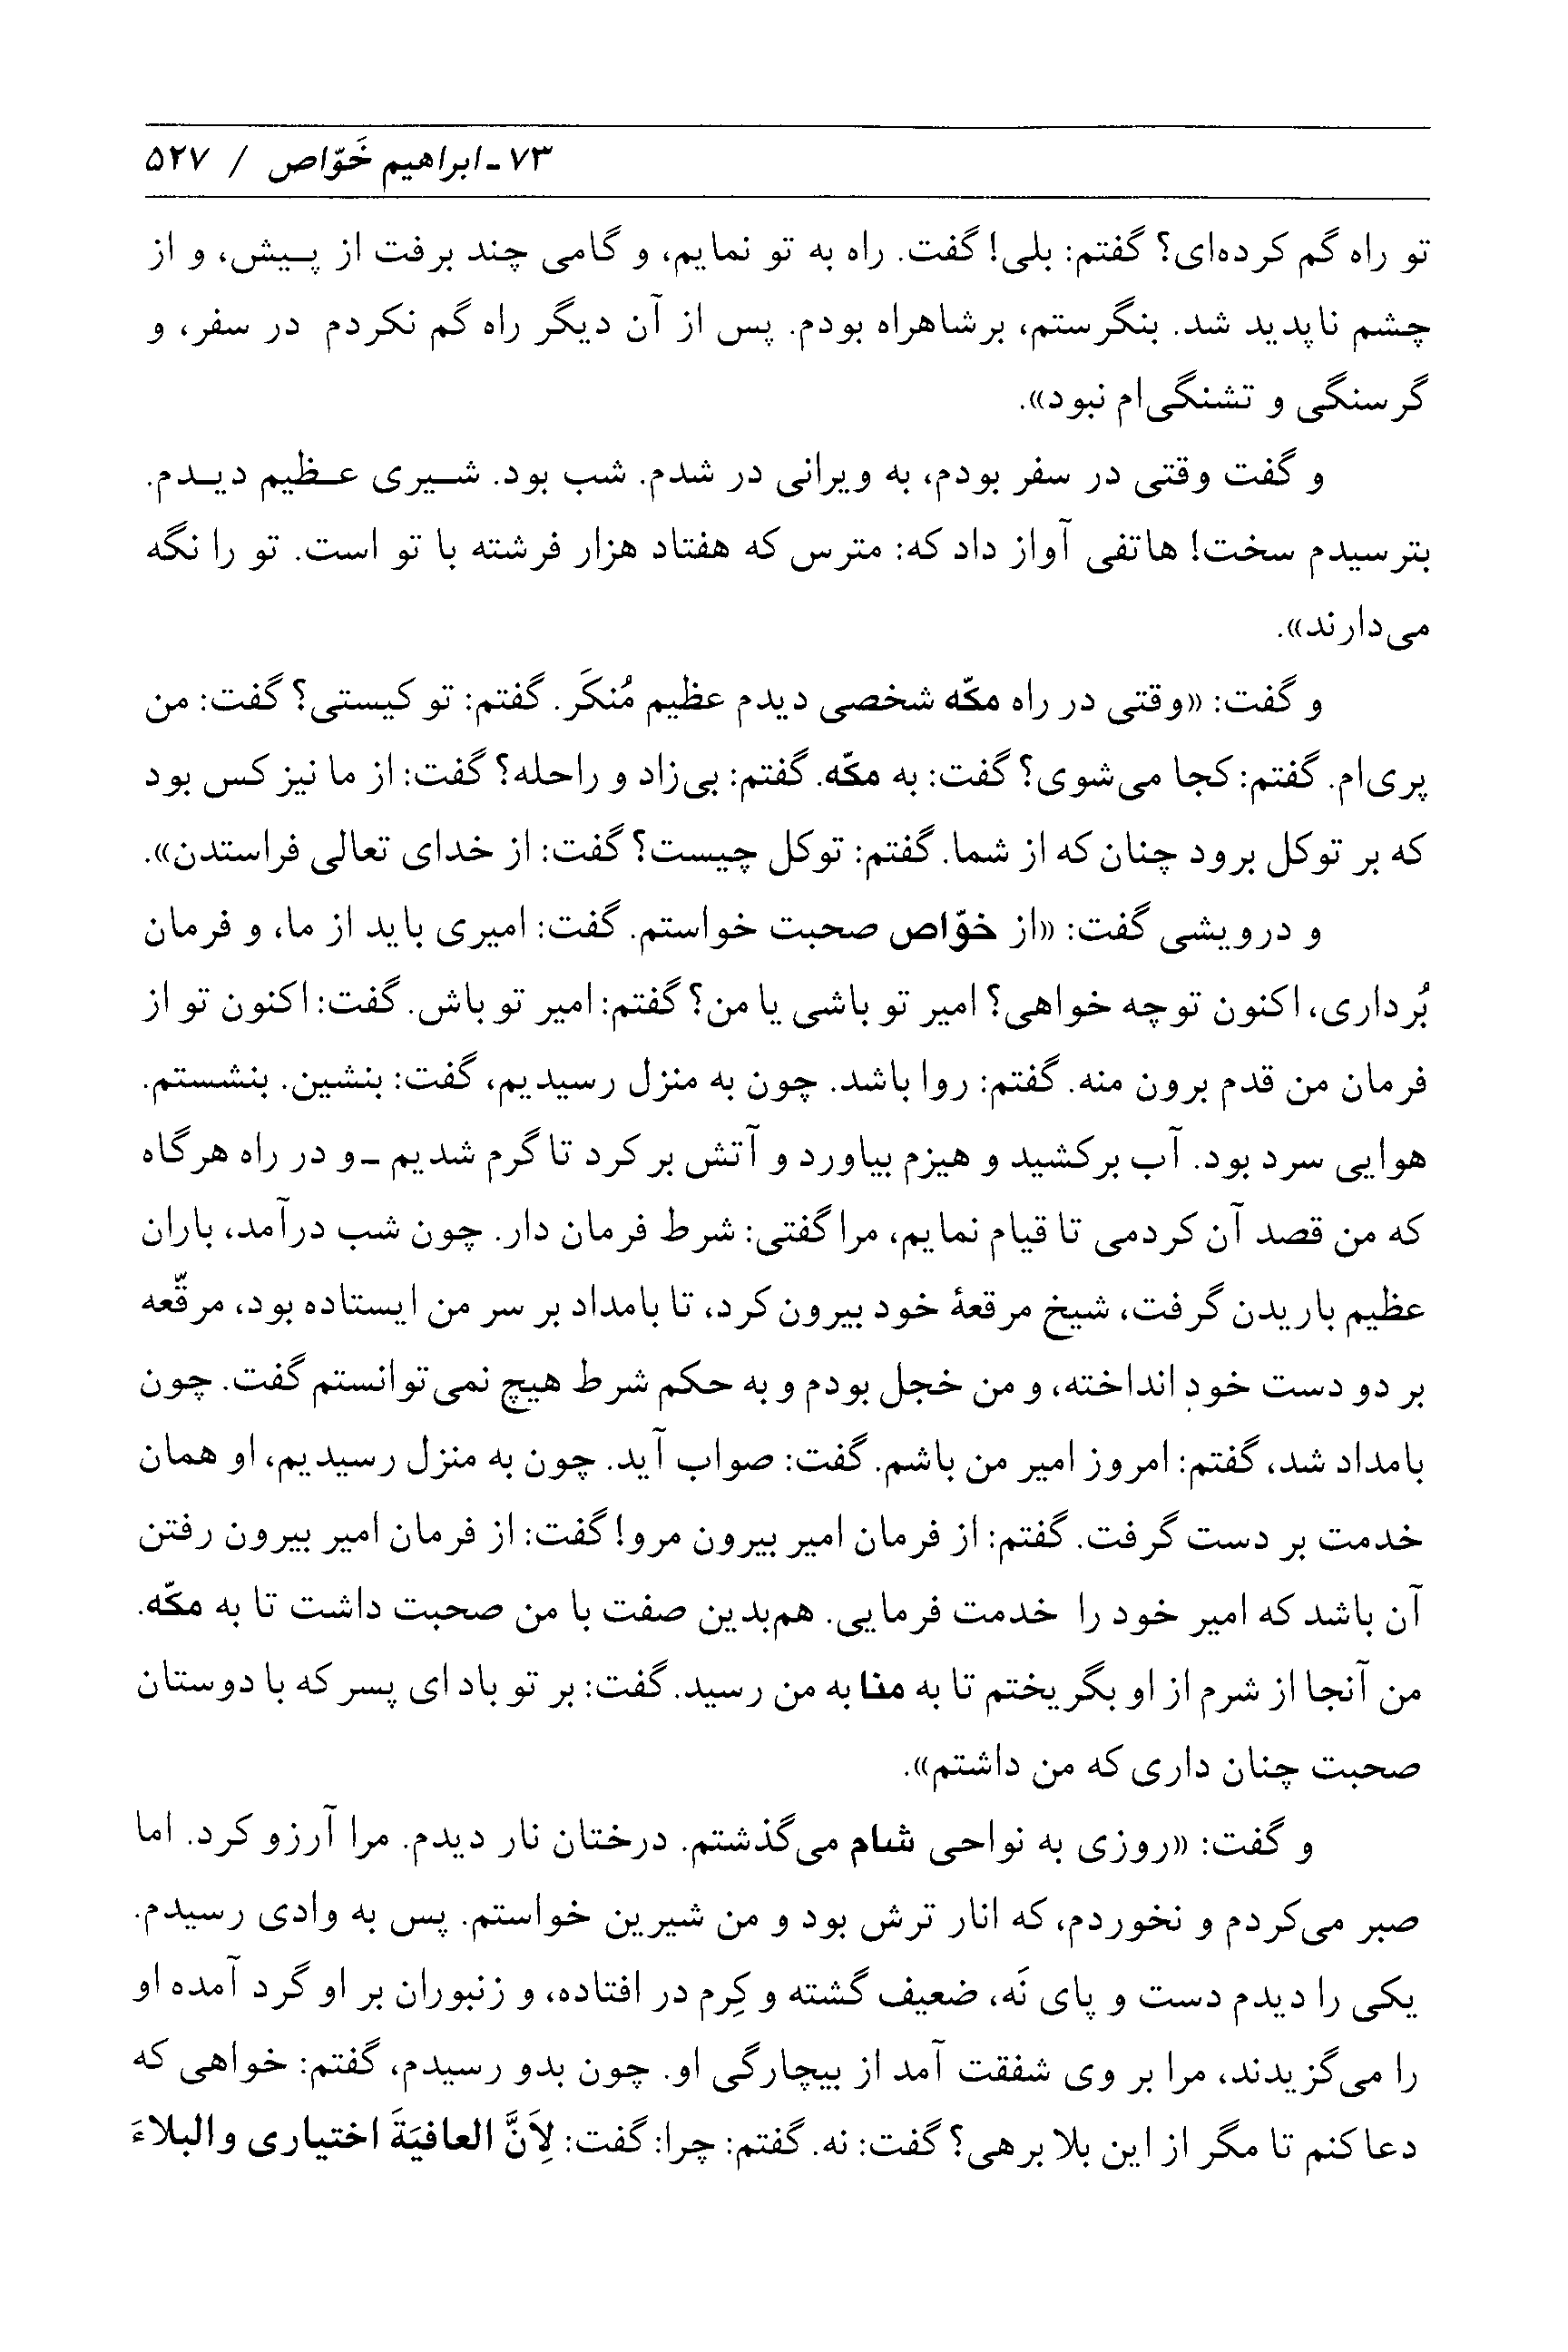 ۷۳ ـ ابراهیم خَوّاص / ۵۲۷
تو راه گم کرده‌ای؟ گفتم: بلی! گفت. راه به تو نمایم، و گامی چند برفت از پیش، و از
چشم ناپدید شد. بنگرستم، برشاهراه بودم. پس از آن دیگر راه گم نکردم در سفر، و
گرسنگی و تشنگی‌ام نبود».
و گفت وقتی در سفر بودم، به ویرانی در شدم. شب بود. شیری عظیم دیدم.
بترسیدم سخت! هاتفی آواز داد که: مترس که هفتاد هزار فرشته با تو است. تو را نگه
می‌دارند».
و گفت: «وقتی در راه مکّه شخصی دیدم عظیم مُنکَر. گفتم: تو کیستی؟ گفت: من
پری‌ام. گفتم: کجا می‌شوی؟ گفت: به مکّه. گفتم: بی‌زاد و راحله؟ گفت: از ما نیز کس بود
که بر توکل برود چنان که از شما. گفتم: توکل چیست؟ گفت: از خدای تعالی فراستدن».
و درویشی گفت: «از خوّاص صحبت خواستم. گفت: امیری باید از ما، و فرمان
بُرداری، اکنون تو چه خواهی؟ امیر تو باشی یا من؟ گفتم: امیر تو باش. گفت: اکنون تو از
فرمان من قدم برون منه. گفتم: روا باشد. چون به منزل رسیدیم، گفت: بنشین. بنشستم.
هوایی سرد بود. آب برکشید و هیزم بیاورد و آتش بر کرد تا گرم شدیم ـ و در راه هرگاه
که من قصد آن کردمی تا قیام نمایم، مرا گفتی: شرط فرمان دار. چون شب درآمد، باران
عظیم باریدن گرفت، شیخ مرقعهٔ خود بیرون کرد، تا بامداد بر سر من ایستاده بود، مرقّعه
بر دو دست خودِ انداخته، و من خجل بودم و به حکم شرط هیچ نمی‌توانستم گفت. چون
بامداد شد، گفتم: امروز امیر من باشم. گفت: صواب آید. چون به منزل رسیدیم، او همان
خدمت بر دست گرفت. گفتم: از فرمان امیر بیرون مرو! گفت: از فرمان امیر بیرون رفتن
آن باشد که امیر خود را خدمت فرمایی. هم‌بدین صفت با من صحبت داشت تا به مکّه.
من آنجا از شرم از او بگریختم تا به منا به من رسید. گفت: بر تو باد ای پسر که با دوستان
صحبت چنان داری که من داشتم».
و گفت: «روزی به نواحی شام می‌گذشتم. درختان نار دیدم. مرا آرزو کرد. اما
صبر می‌کردم و نخوردم، که انار ترش بود و من شیرین خواستم. پس به وادی رسیدم.
یکی را دیدم دست و پای نَه، ضعیف گشته و کِرم در افتاده، و زنبوران بر او گرد آمده او
را می‌گزیدند، مرا بر وی شفقت آمد از بیچارگی او. چون بدو رسیدم، گفتم: خواهی که
دعا کنم تا مگر از این بلا برهی؟ گفت: نه. گفتم: چرا: گفت: لِاَنَّ العافیَةَ اختیاری و البلاءَ